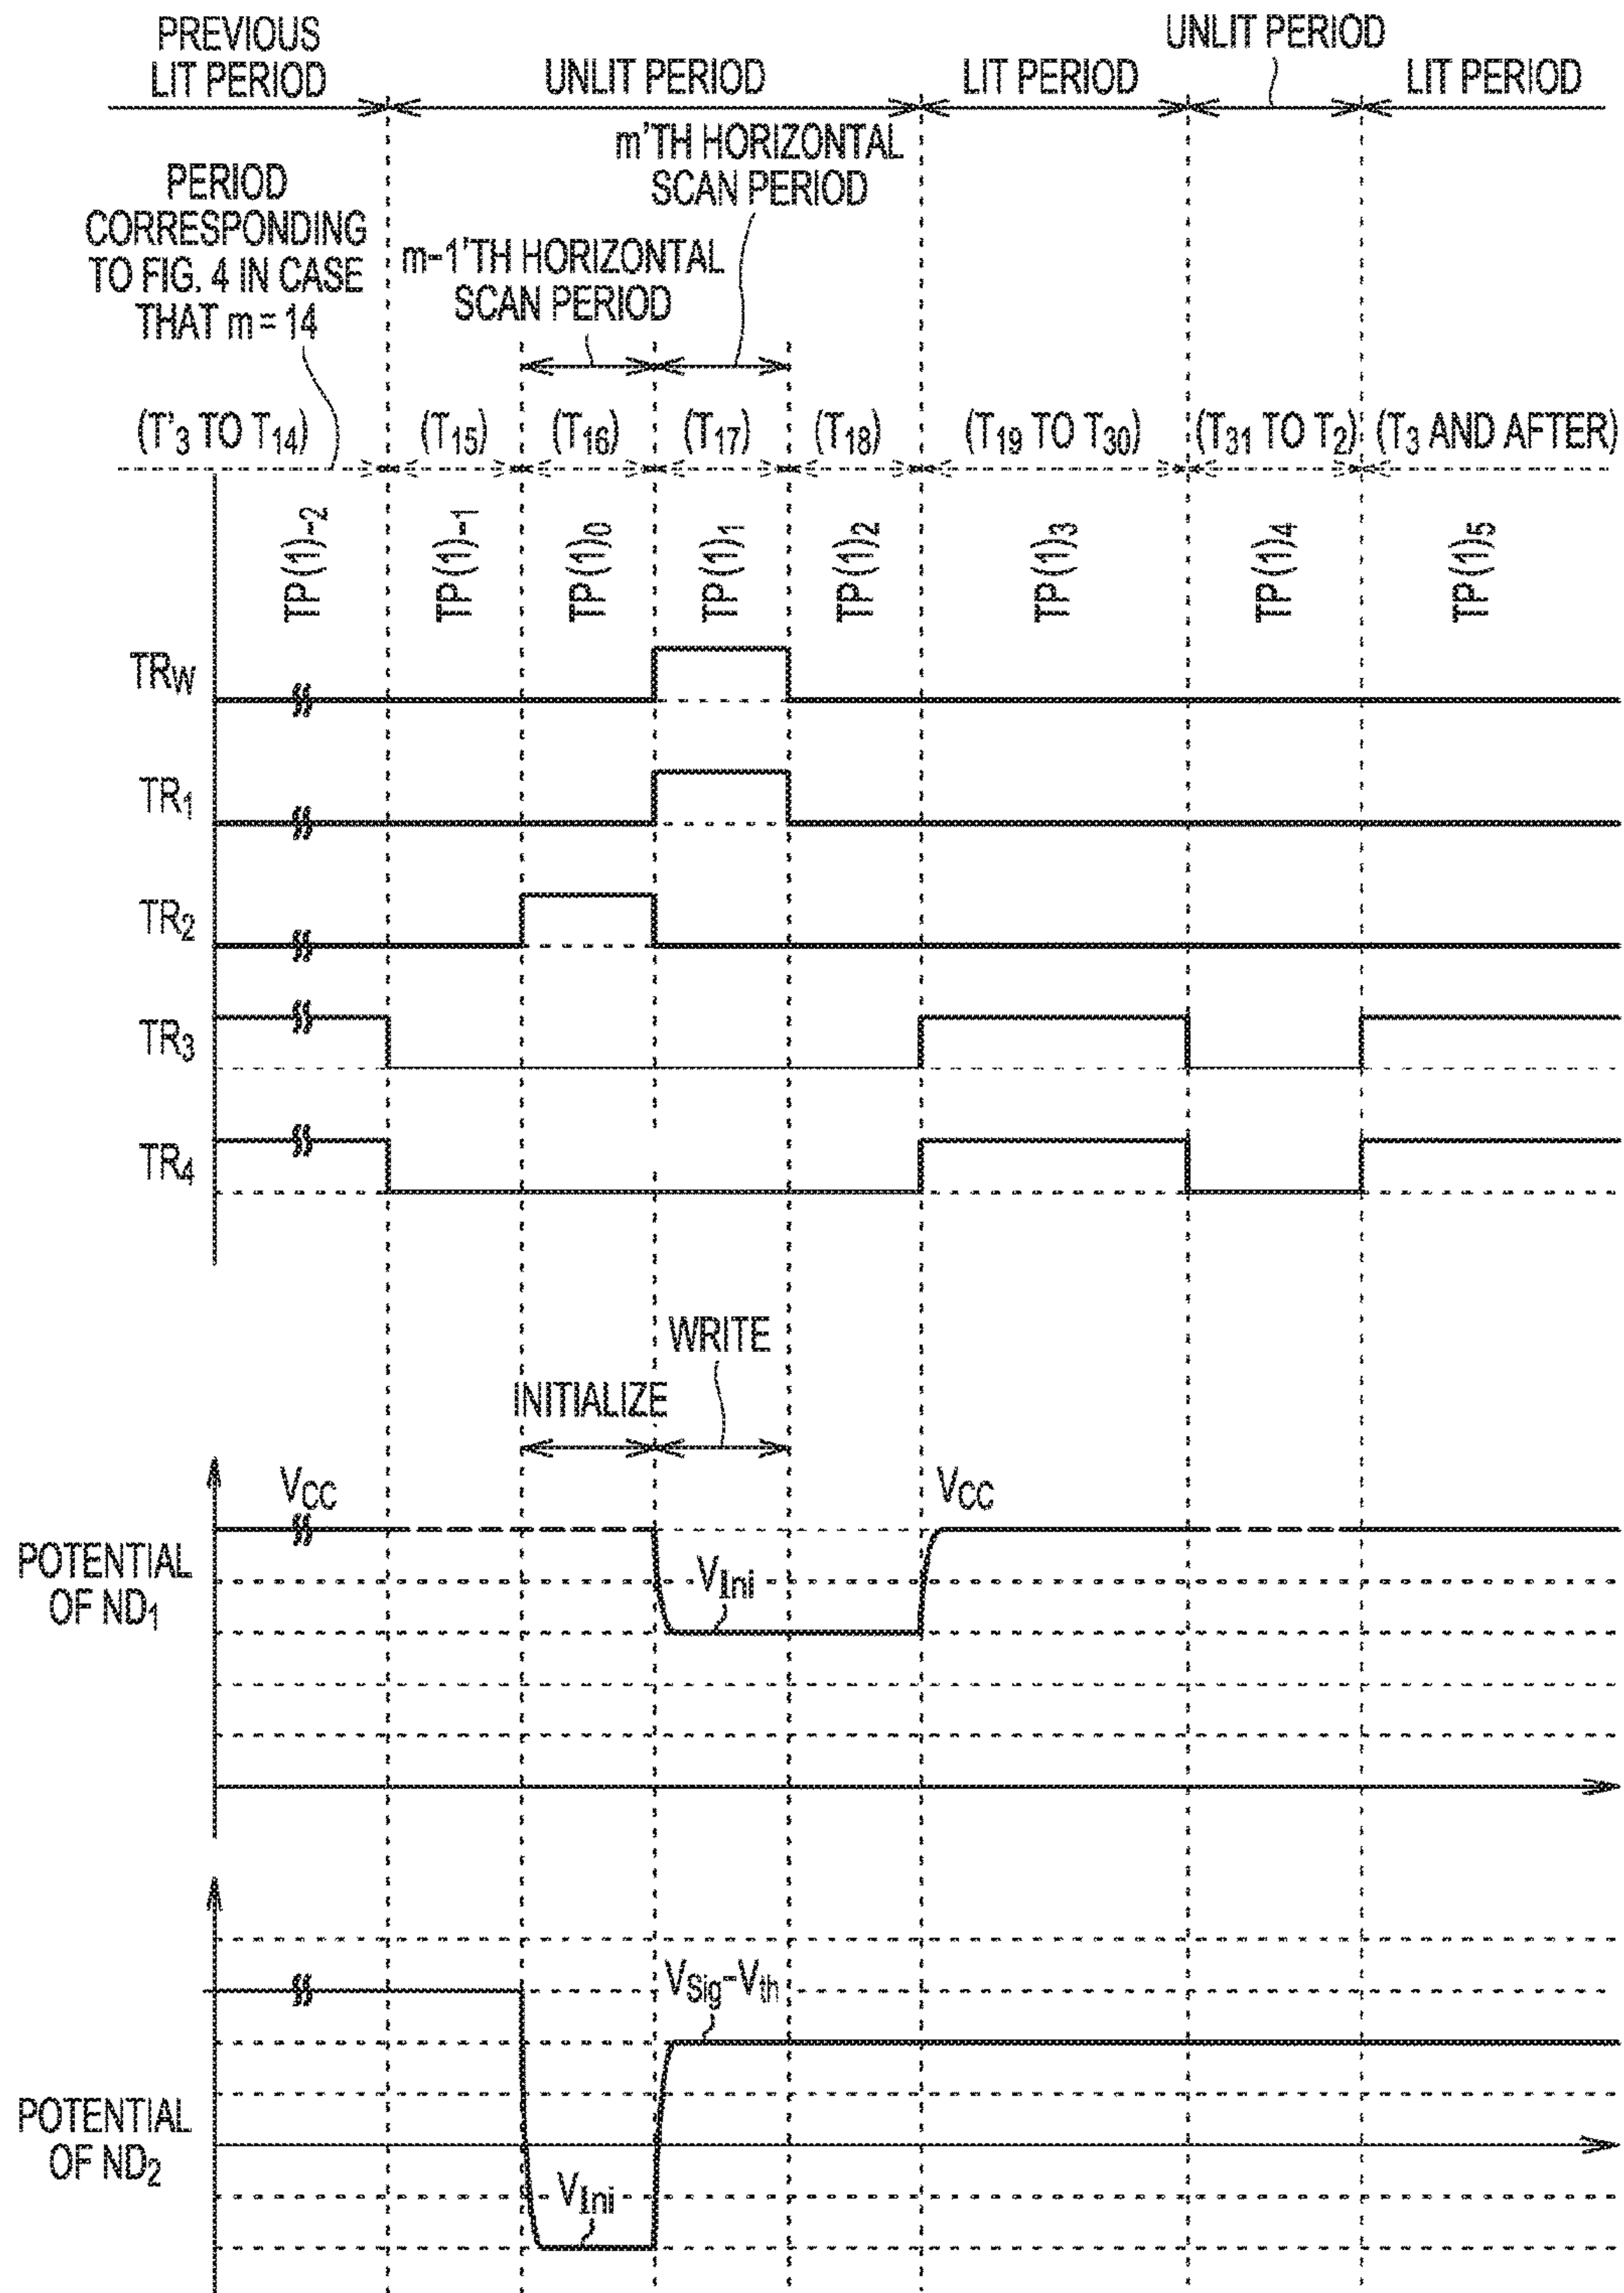 PREVIOUS
LIT PERIOD
UNLIT PERIOD
LIT PERIOD
UNLIT PERIOD
LIT PERIOD
m'TH HORIZONTAL
SCAN PERIOD
PERIOD
CORRESPONDING
TO FIG. 4 IN CASE
THAT m = 14
m-1'TH HORIZONTAL
SCAN PERIOD
(T'3 TO T14)
(T15)
(T16)
(T17)
(T18)
(T19 TO T30)
(T31 TO T2)
(T3 AND AFTER)
TP(1)-2
TP(1)-1
TP(1)0
TP(1)1
TP(1)2
TP(1)3
TP(1)4
TP(1)5
TRW
TR1
TR2
TR3
TR4
WRITE
INITIALIZE
VCC
VCC
POTENTIAL
OF ND1
VIni
VSig-Vth
POTENTIAL
OF ND2
VIni